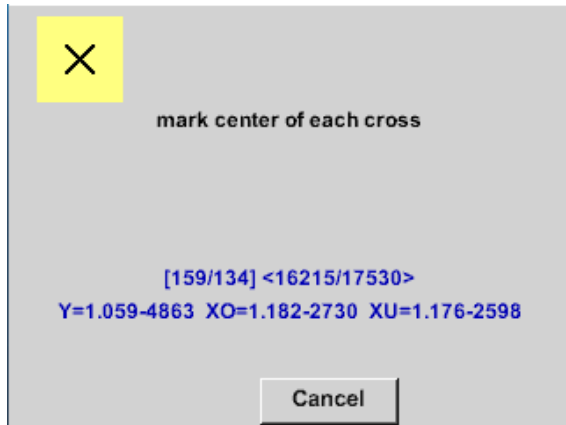 mark center of each cross
[159/134] <16215/17530>
Y=1.059-4863 XO=1.182-2730 XU=1.176-2598
Cancel